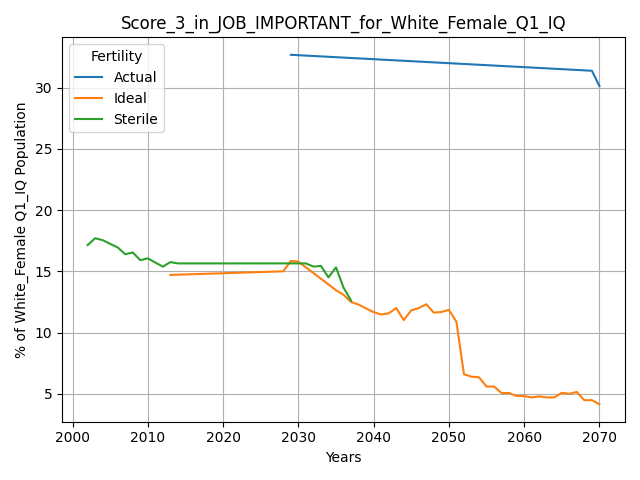 Score_3_in_JOB_IMPORTANT_for_White_Female_Q1_IQ
Fertility
Actual
Ideal
Sterile
% of White_Female Q1_IQ Population
30
25
20
15
10
5
2000 2010 2020 2030 2040 2050 2060 2070
Years